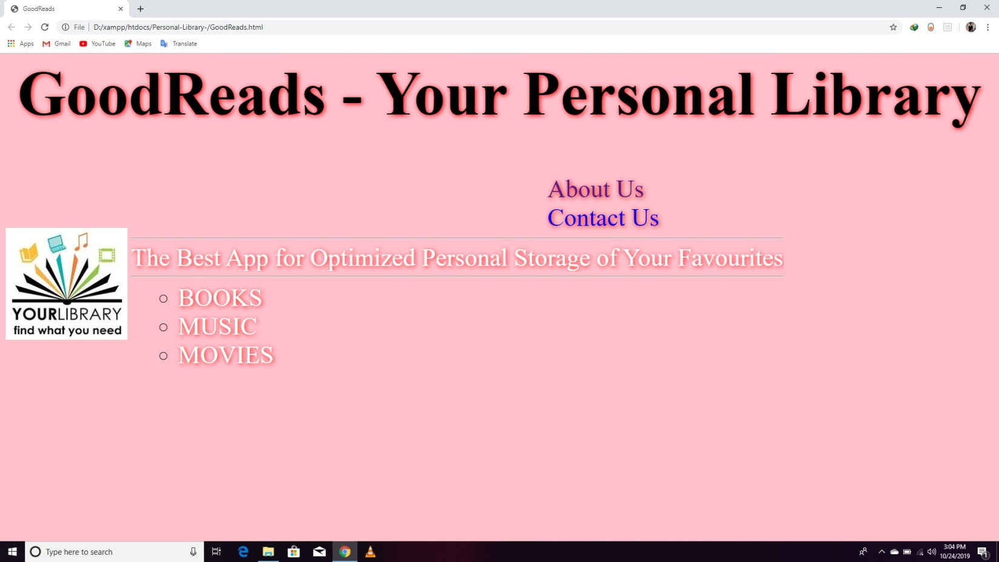 GoodReads
File
D:/xampp/htdocs/Personal-Library-/GoodReads.html
Apps Gmail YouTube Maps Translate
GoodReads - Your Personal Library
About Us
Contact Us
The Best App for Optimized Personal Storage of Your Favourites
YOURLIBRARY
find what you need
BOOKS
MUSIC
MOVIES
Type here to search
3:04 PM
10/24/2019
1